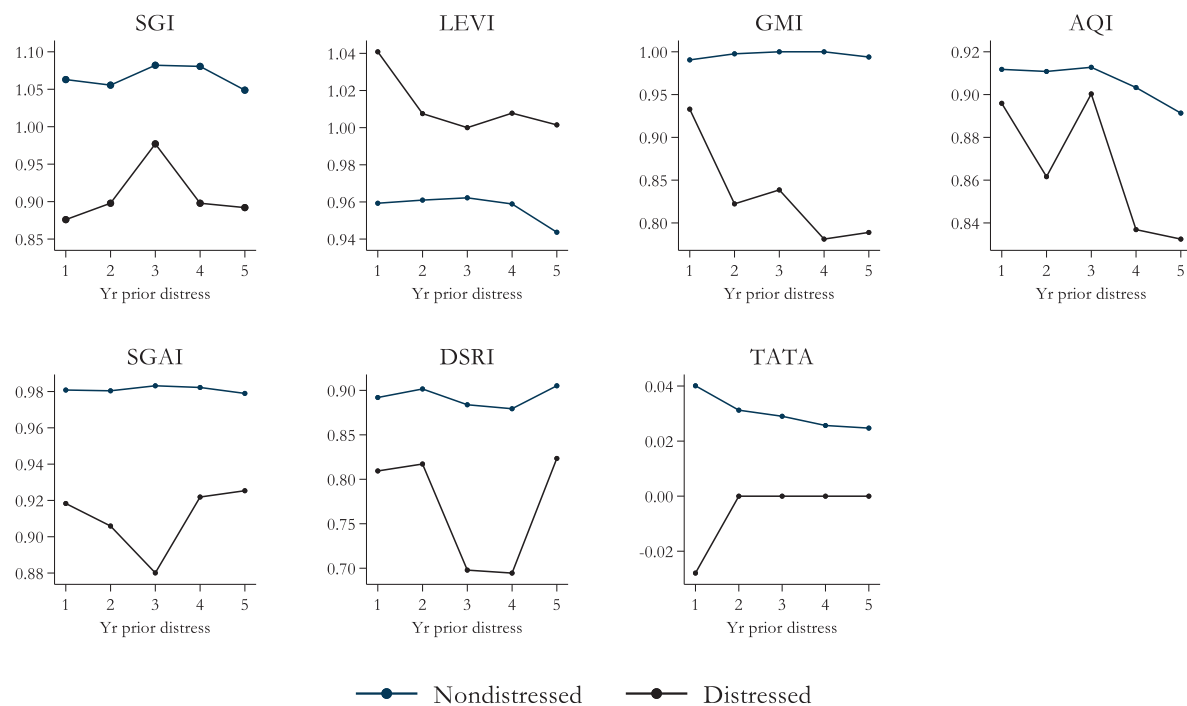 SGI
1.10
1.05
1.00
0.95
0.90
0.85
1 2 3 4 5
Yr prior distress
LEVI
1.04
1.02
1.00
0.98
0.96
0.94
1 2 3 4 5
Yr prior distress
GMI
1.00
0.95
0.90
0.85
0.80
1 2 3 4 5
Yr prior distress
AQI
0.92
0.90
0.88
0.86
0.84
1 2 3 4 5
Yr prior distress
SGAI
0.98
0.96
0.94
0.92
0.90
0.88
1 2 3 4 5
Yr prior distress
DSRI
0.90
0.85
0.80
0.75
0.70
1 2 3 4 5
Yr prior distress
TATA
0.04
0.02
0.00
-0.02
1 2 3 4 5
Yr prior distress
Nondistressed Distressed